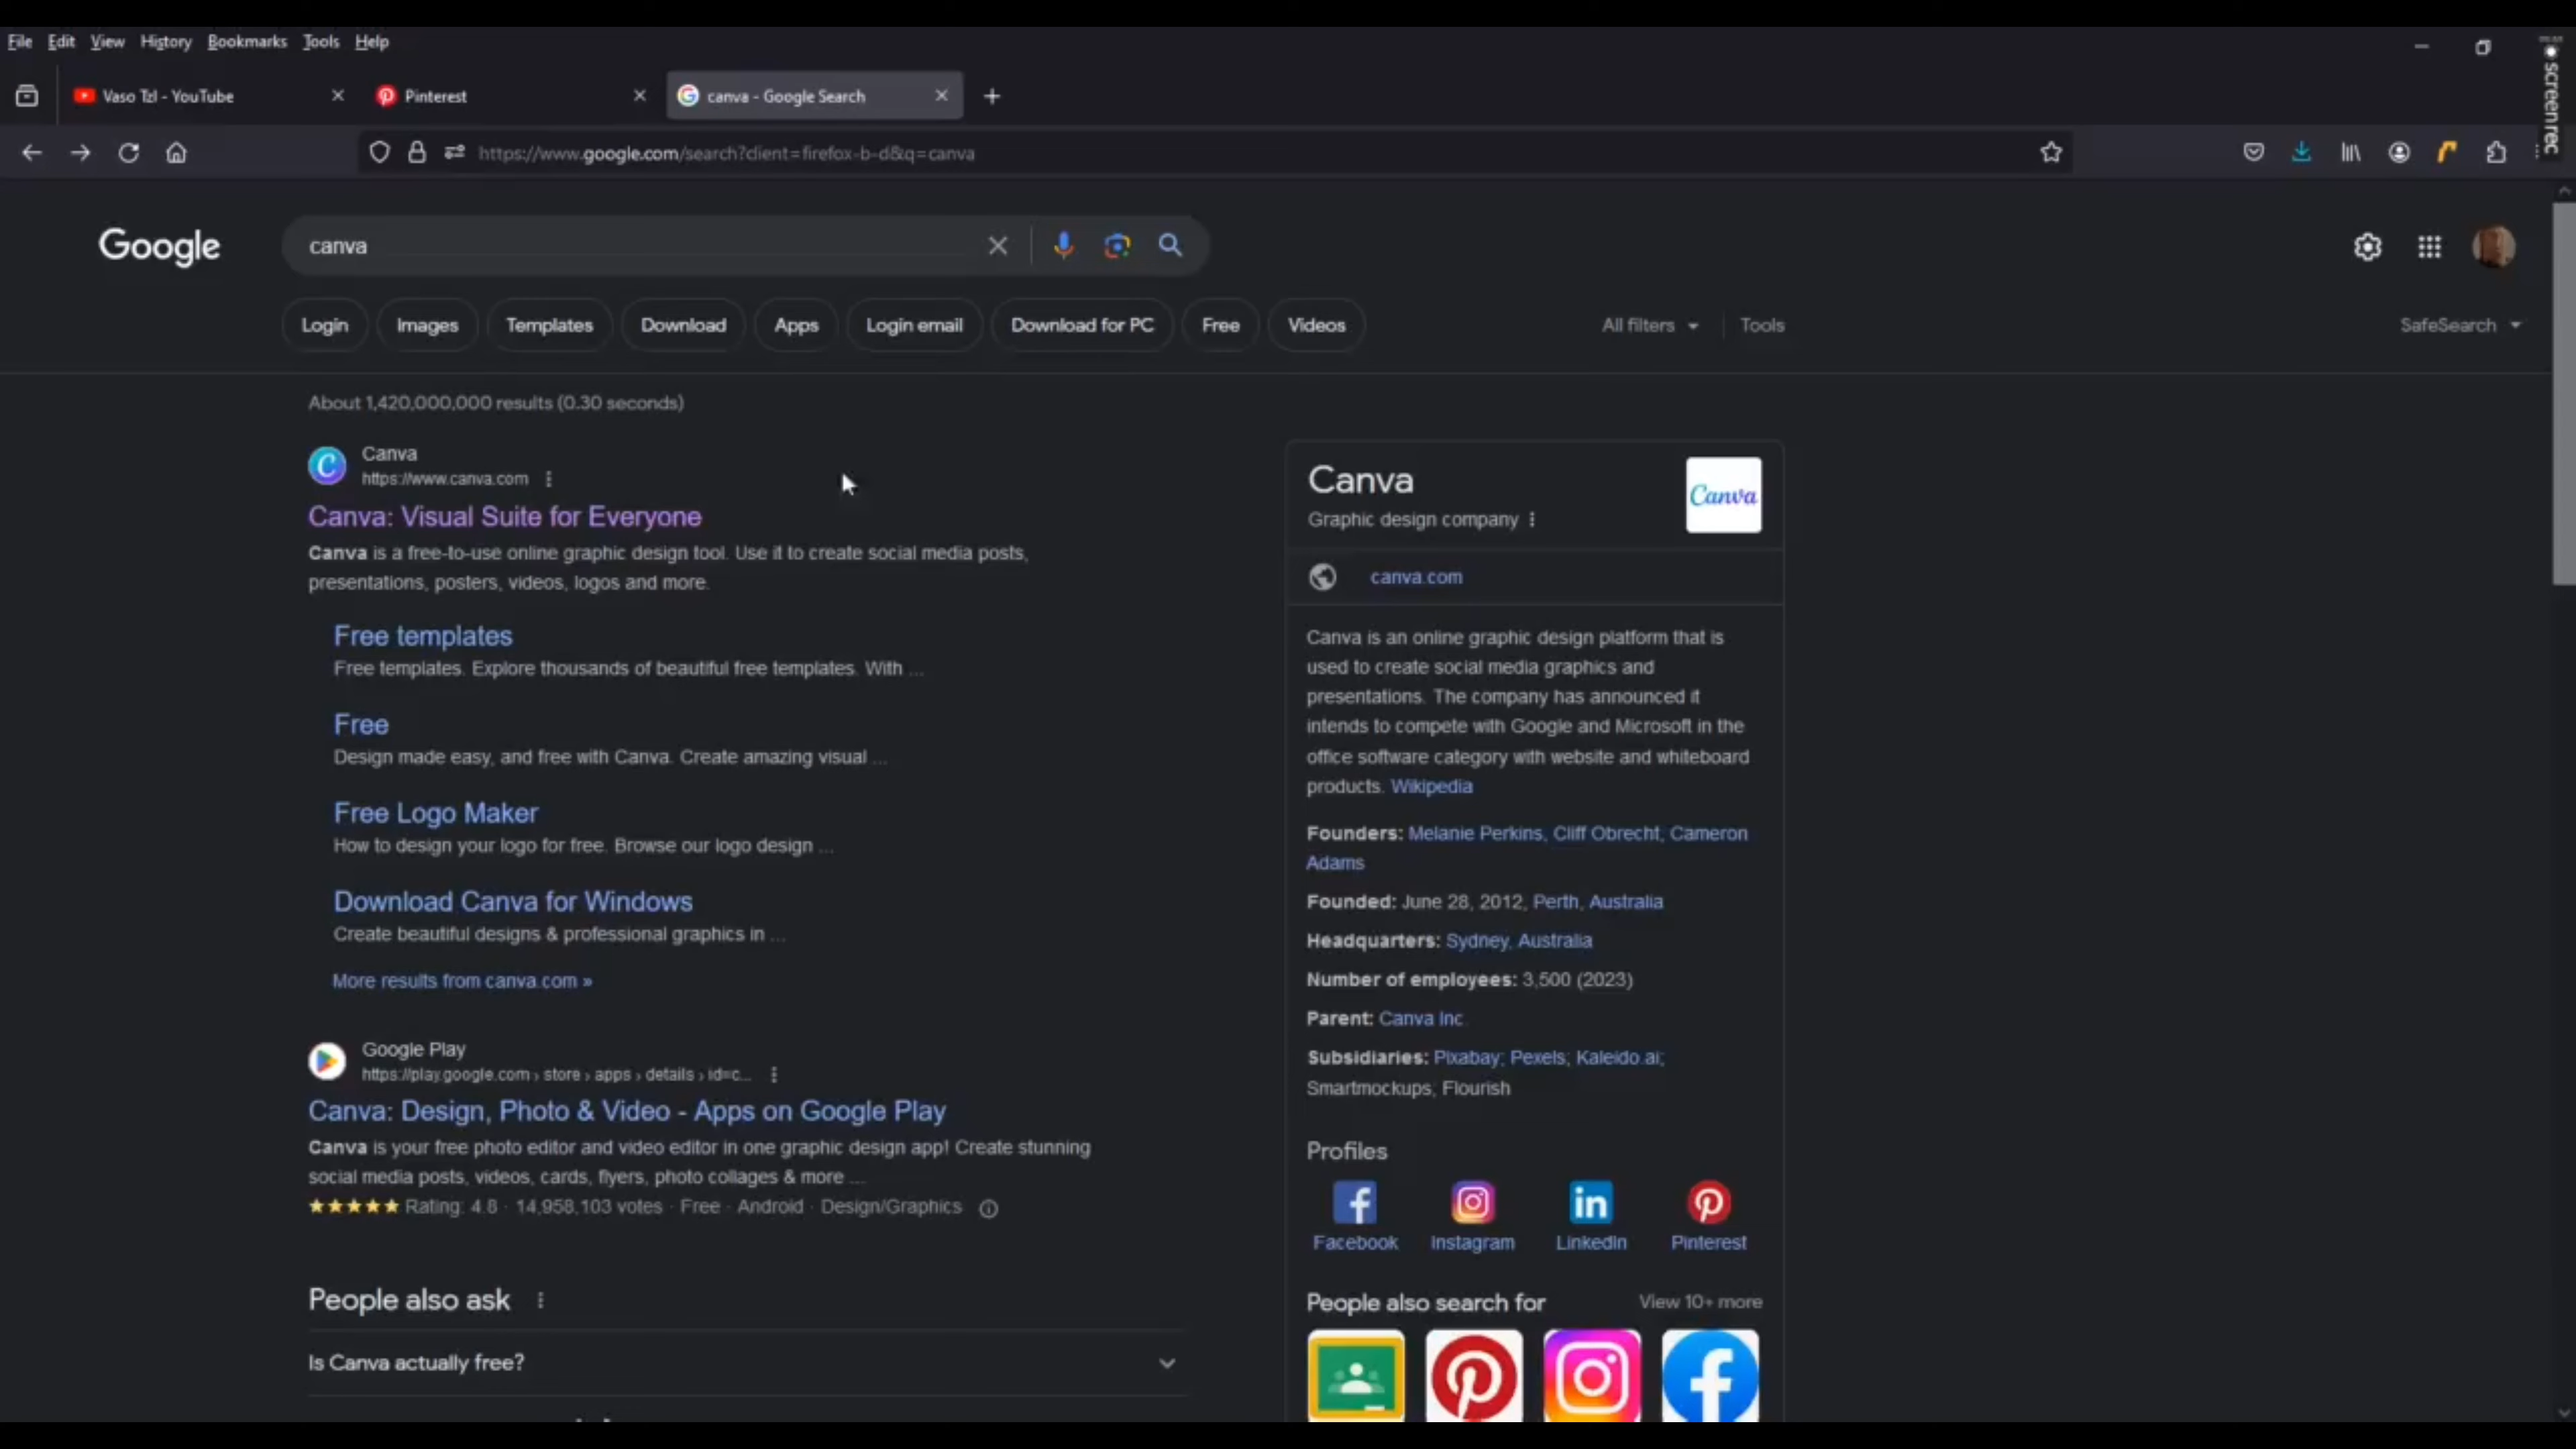 File Edit View History Bookmarks Tools Help
screenrec
Vaso Tzl - YouTube
Pinterest
canva - Google Search
https://www.google.com/search?client=firefox-b-d&q=canva
Google
canva
Login Images Templates Download Apps Login email Download for PC Free Videos
All filters
Tools
SafeSearch
About 1,420,000,000 results (0.30 seconds)
Canva
https://www.canva.com
Canva: Visual Suite for Everyone
Canva is a free-to-use online graphic design tool. Use it to create social media posts,
presentations, posters, videos, logos and more.
Free templates
Free templates. Explore thousands of beautiful free templates. With ...
Free
Design made easy, and free with Canva. Create amazing visual ...
Free Logo Maker
How to design your logo for free. Browse our logo design ...
Download Canva for Windows
Create beautiful designs & professional graphics in ...
More results from canva.com »
Google Play
https://play.google.com › store › apps › details › id=c...
Canva: Design, Photo & Video - Apps on Google Play
Canva is your free photo editor and video editor in one graphic design app! Create stunning
social media posts, videos, cards, flyers, photo collages & more ...
Rating: 4.8 · 14,958,103 votes · Free · Android · Design/Graphics
People also ask
Is Canva actually free?
Canva
Graphic design company
Canva
canva.com
Canva is an online graphic design platform that is
used to create social media graphics and
presentations. The company has announced it
intends to compete with Google and Microsoft in the
office software category with website and whiteboard
products. Wikipedia
Founders: Melanie Perkins, Cliff Obrecht, Cameron
Adams
Founded: June 28, 2012, Perth, Australia
Headquarters: Sydney, Australia
Number of employees: 3,500 (2023)
Parent: Canva Inc
Subsidiaries: Pixabay; Pexels; Kaleido.ai;
Smartmockups; Flourish
Profiles
Facebook Instagram LinkedIn Pinterest
People also search for
View 10+ more